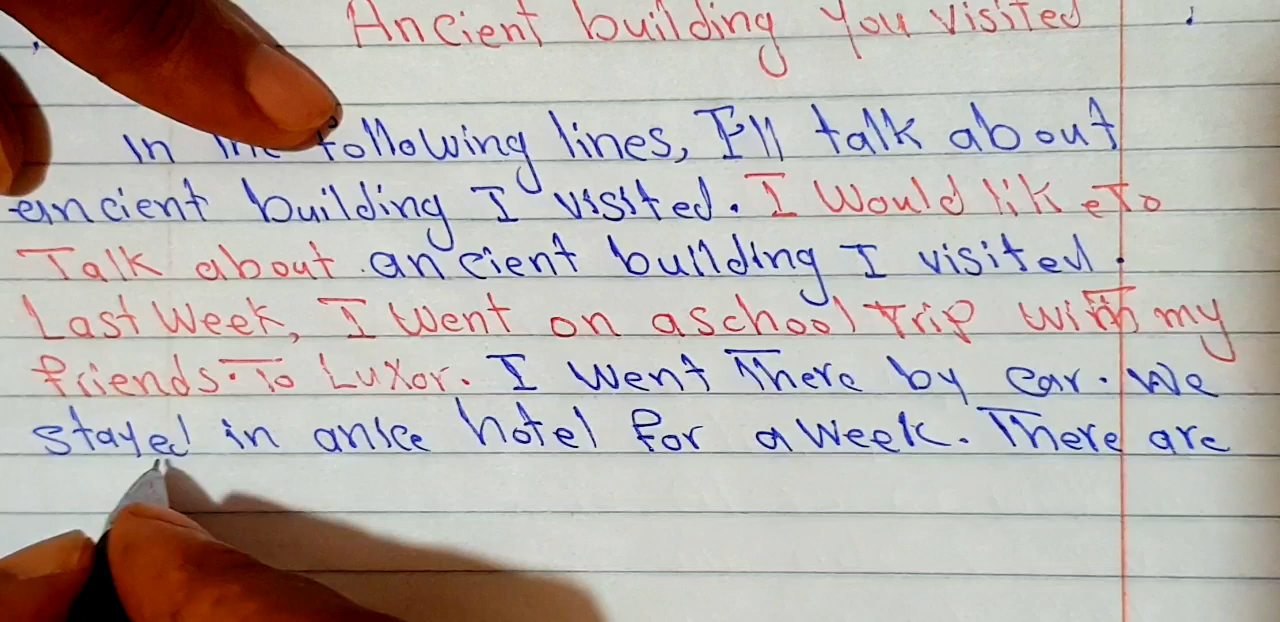 Ancient building you visited
In the following lines, I'll talk about
ancient building I visited. I would like to
Talk about ancient building I visited.
Last Week, I Went on a school trip with my
friends. To Luxor. I Went There by car. We
stayed in a nice hotel for a Week. There are